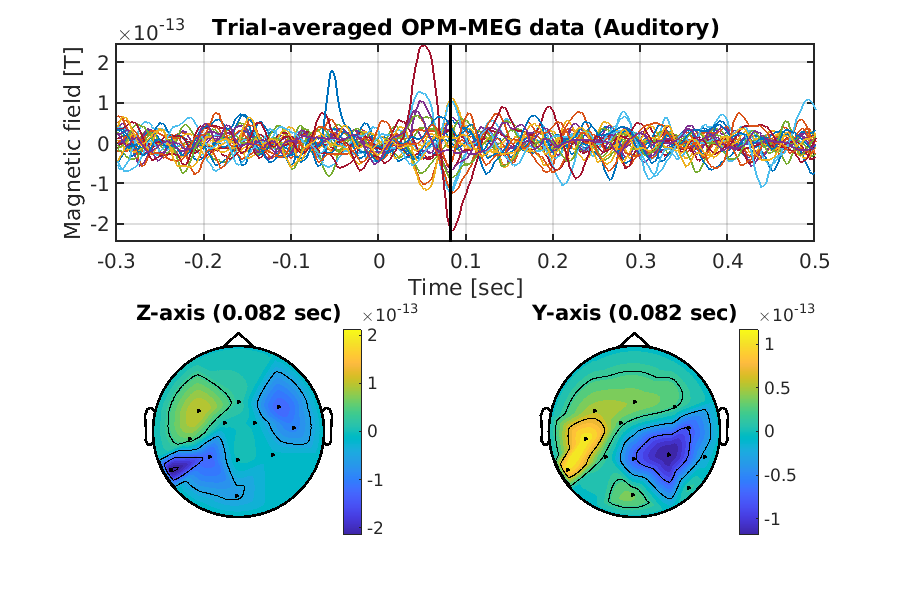 ×10⁻¹³ Trial-averaged OPM-MEG data (Auditory)
Magnetic field [T]
2
1
0
-1
-2
-0.3 -0.2 -0.1 0 0.1 0.2 0.3 0.4 0.5
Time [sec]
Z-axis (0.082 sec) ×10⁻¹³
2
1
0
-1
-2
Y-axis (0.082 sec) ×10⁻¹³
1
0.5
0
-0.5
-1